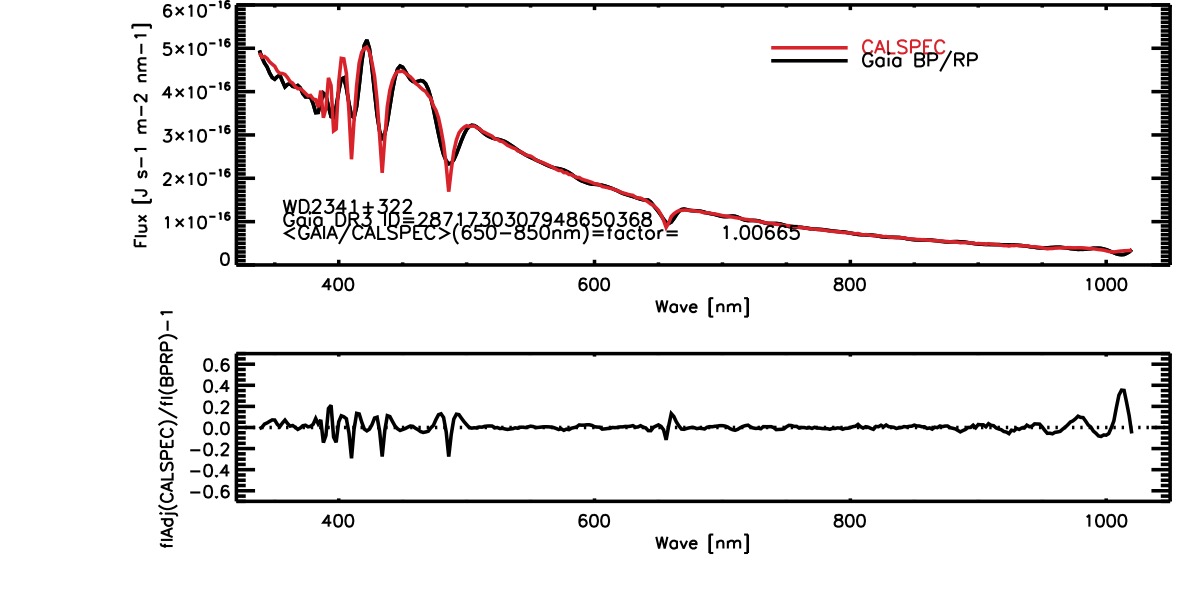 6×10−16
5×10−16
4×10−16
3×10−16
2×10−16
1×10−16
0
Flux [J s−1 m−2 nm−1]
CALSPEC
Gaia BP/RP
WD2341+322
Gaia DR3 ID=2871730307948650368
<GAIA/CALSPEC>(650−850nm)=factor= 1.00665
400 600 800 1000
Wave [nm]
flAdj(CALSPEC)/fl(BPRP)−1
0.6
0.4
0.2
0.0
−0.2
−0.4
−0.6
400 600 800 1000
Wave [nm]